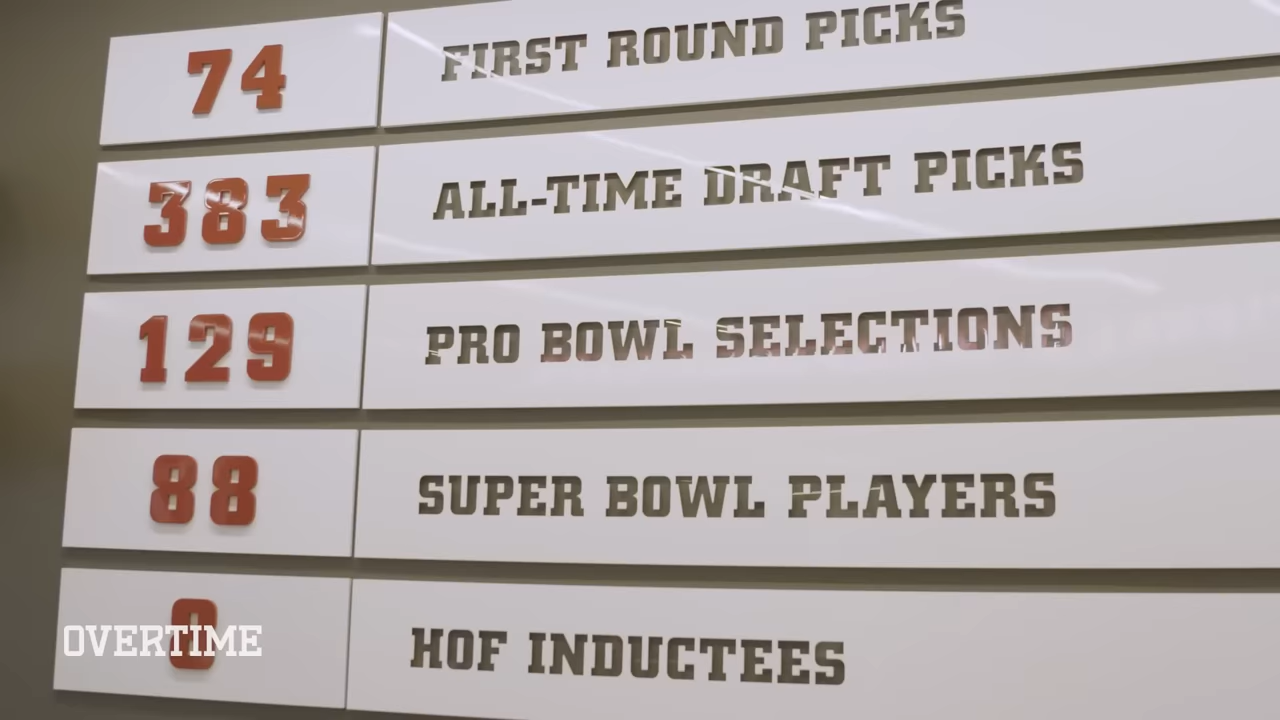 74 FIRST ROUND PICKS
383 ALL-TIME DRAFT PICKS
129 PRO BOWL SELECTIONS
88 SUPER BOWL PLAYERS
HOF INDUCTEES
OVERTIME